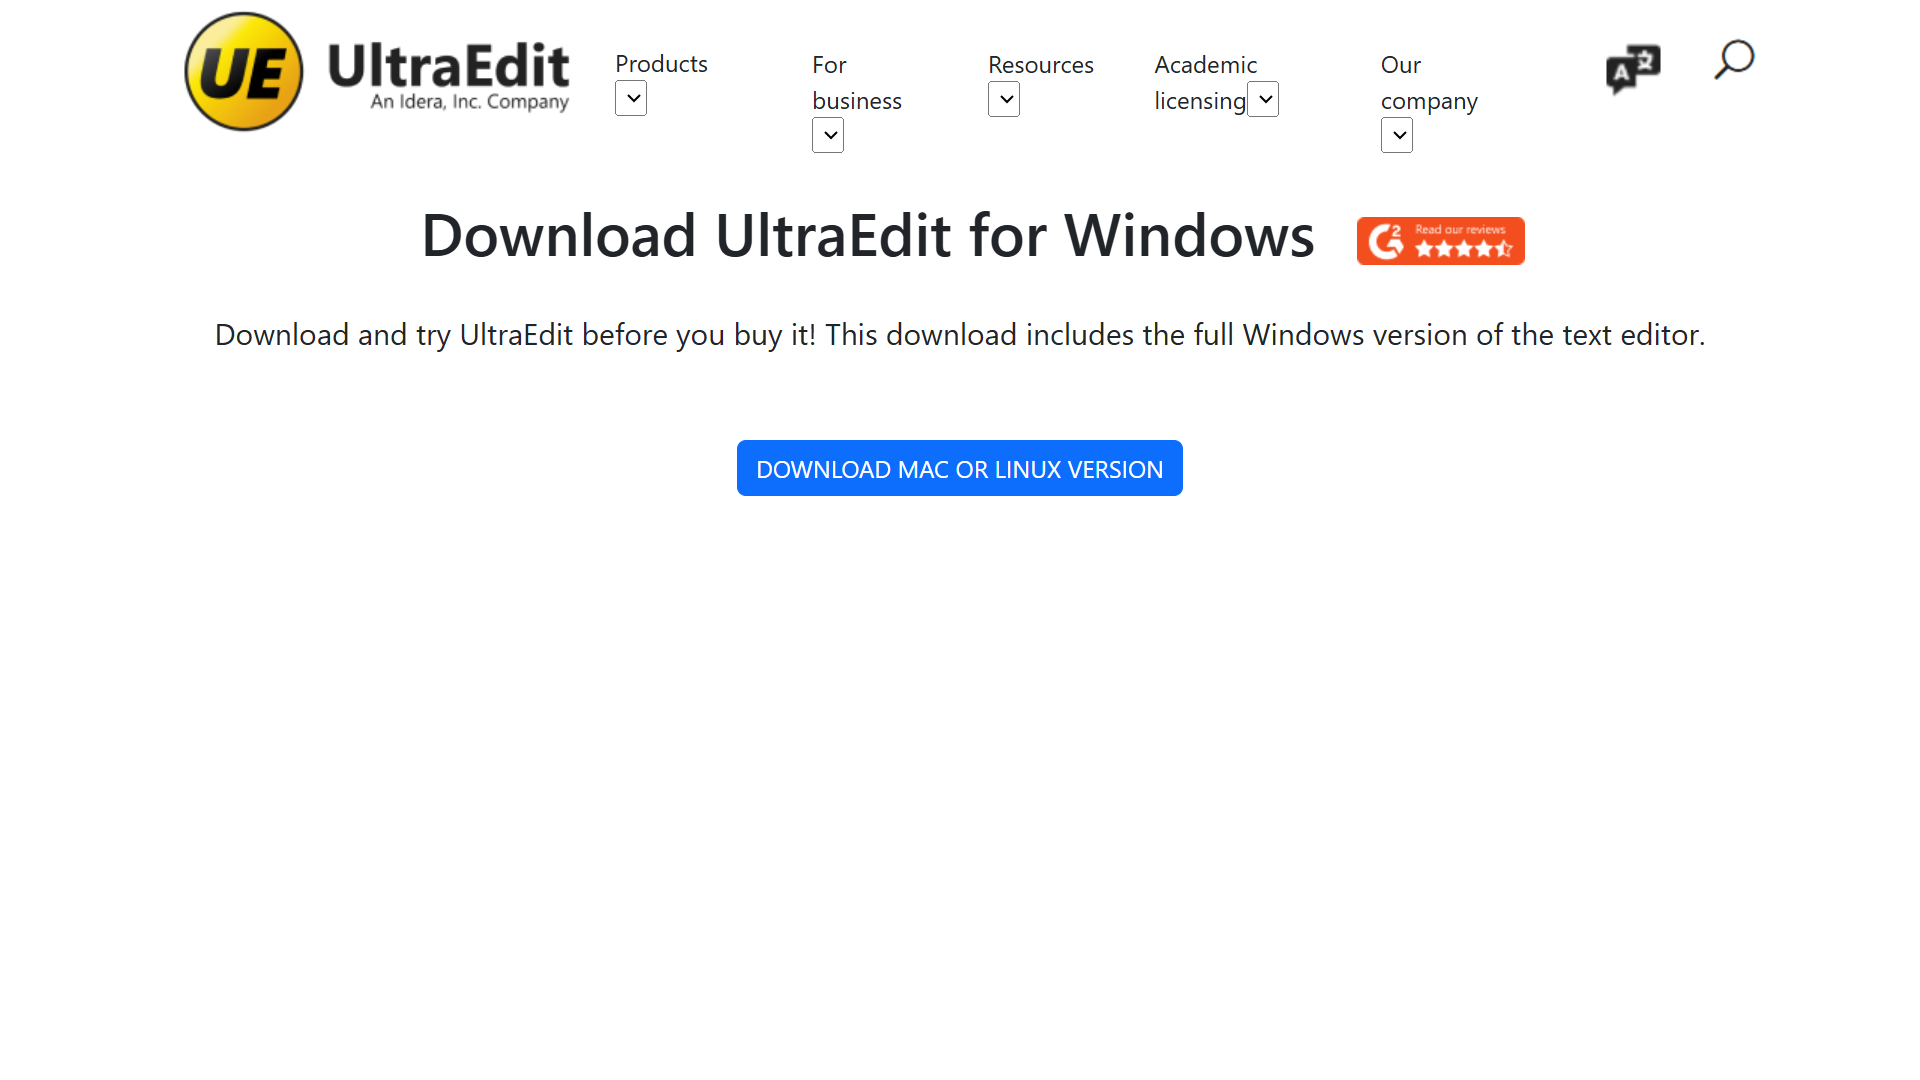 UE UltraEdit
An Idera, Inc. Company
Products
For
business
Resources
Academic
licensing
Our
company
A
Download UltraEdit for Windows
G2 Read our reviews
Download and try UltraEdit before you buy it! This download includes the full Windows version of the text editor.
DOWNLOAD MAC OR LINUX VERSION